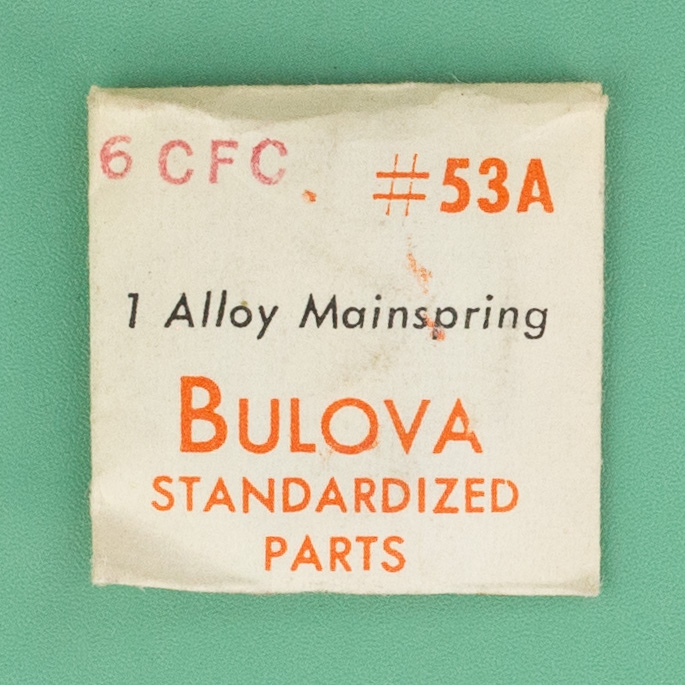 6 CFC
#53A
1 Alloy Mainspring
BULOVA
STANDARDIZED
PARTS